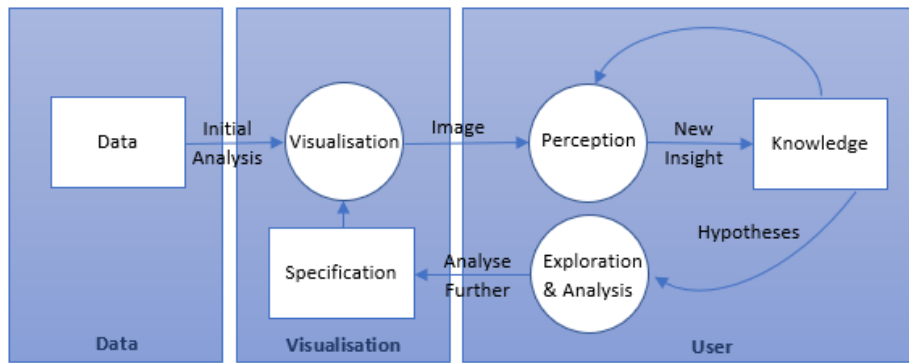 Data
Initial
Analysis
Visualisation
Image
Perception
New
Insight
Knowledge
Hypotheses
Specification
Analyse
Further
Exploration
& Analysis
Data
Visualisation
User